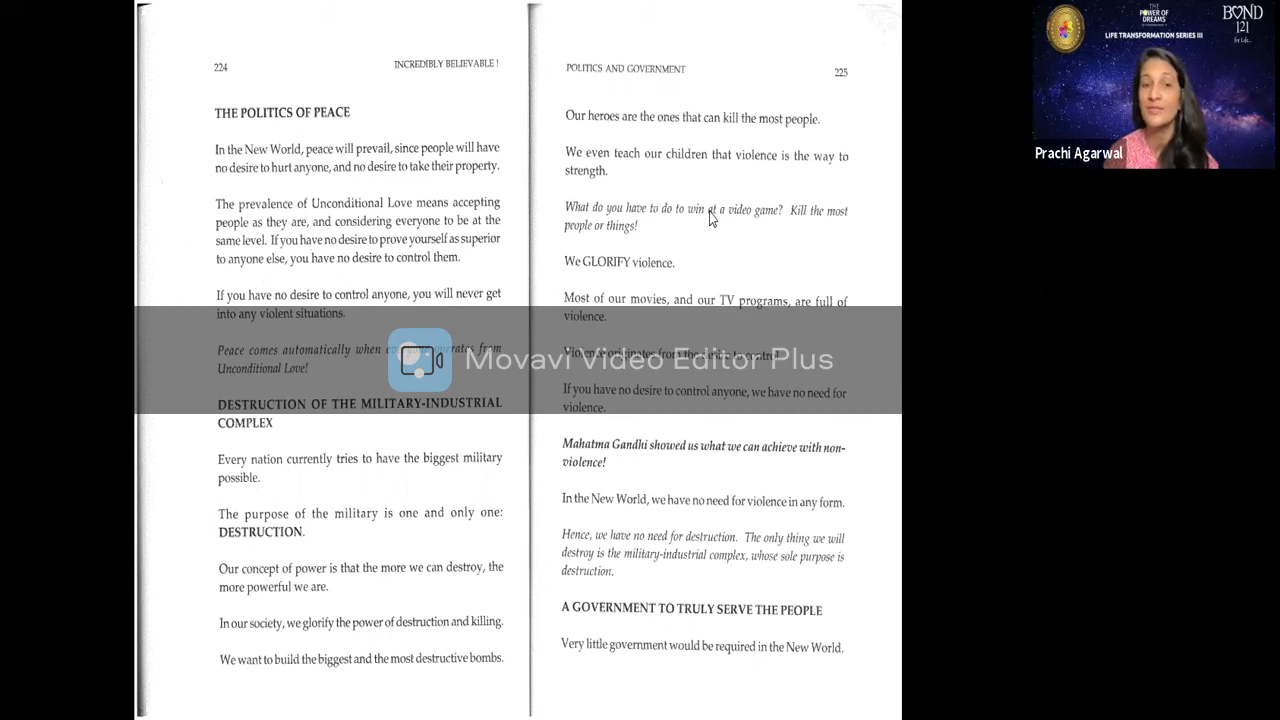 224
INCREDIBLY BELIEVABLE !
THE POLITICS OF PEACE
In the New World, peace will prevail, since people will have
no desire to hurt anyone, and no desire to take their property.
The prevalence of Unconditional Love means accepting
people as they are, and considering everyone to be at the
same level. If you have no desire to prove yourself as superior
to anyone else, you have no desire to control them.
If you have no desire to control anyone, you will never get
into any violent situations.
Peace comes automatically when everyone operates from
Unconditional Love!
DESTRUCTION OF THE MILITARY-INDUSTRIAL
COMPLEX
Every nation currently tries to have the biggest military
possible.
The purpose of the military is one and only one:
DESTRUCTION.
Our concept of power is that the more we can destroy, the
more powerful we are.
In our society, we glorify the power of destruction and killing.
We want to build the biggest and the most destructive bombs.
POLITICS AND GOVERNMENT
225
Our heroes are the ones that can kill the most people.
We even teach our children that violence is the way to
strength.
What do you have to do to win at a video game? Kill the most
people or things!
We GLORIFY violence.
Most of our movies, and our TV programs, are full of
violence.
Violence originates from the desire to control.
If you have no desire to control anyone, we have no need for
violence.
Mahatma Gandhi showed us what we can achieve with non-
violence!
In the New World, we have no need for violence in any form.
Hence, we have no need for destruction. The only thing we will
destroy is the military-industrial complex, whose sole purpose is
destruction.
A GOVERNMENT TO TRULY SERVE THE PEOPLE
Very little government would be required in the New World.
Movavi Video Editor Plus
THE
POWER OF
DREAMS
LIFE TRANSFORMATION SERIES III
BOND
121
for Life..
Prachi Agarwal